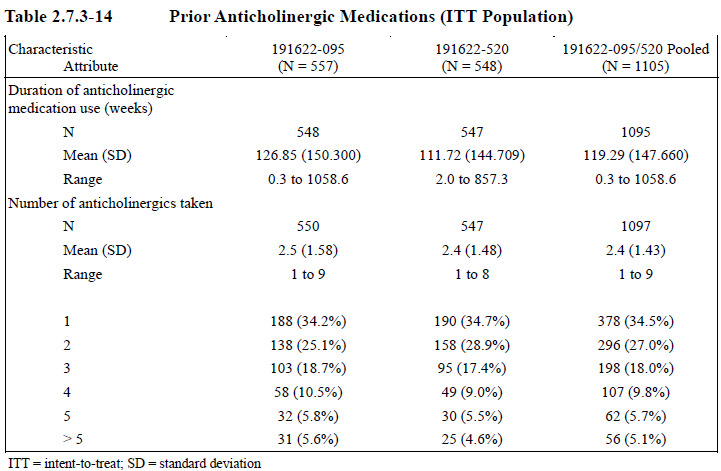 Table 2.7.3-14 Prior Anticholinergic Medications (ITT Population)
Characteristic 191622-095 191622-520 191622-095/520 Pooled
Attribute (N = 557) (N = 548) (N = 1105)
Duration of anticholinergic
medication use (weeks)
N 548 547 1095
Mean (SD) 126.85 (150.300) 111.72 (144.709) 119.29 (147.660)
Range 0.3 to 1058.6 2.0 to 857.3 0.3 to 1058.6
Number of anticholinergics taken
N 550 547 1097
Mean (SD) 2.5 (1.58) 2.4 (1.48) 2.4 (1.43)
Range 1 to 9 1 to 8 1 to 9
1 188 (34.2%) 190 (34.7%) 378 (34.5%)
2 138 (25.1%) 158 (28.9%) 296 (27.0%)
3 103 (18.7%) 95 (17.4%) 198 (18.0%)
4 58 (10.5%) 49 (9.0%) 107 (9.8%)
5 32 (5.8%) 30 (5.5%) 62 (5.7%)
> 5 31 (5.6%) 25 (4.6%) 56 (5.1%)
ITT = intent-to-treat; SD = standard deviation